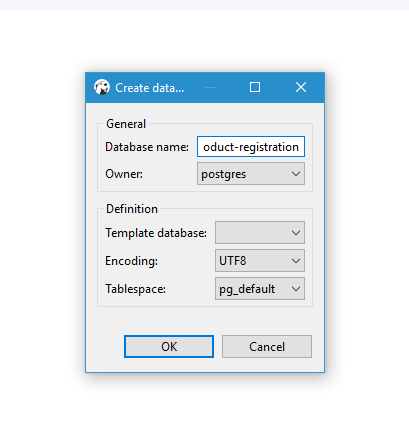 Create data...
General
Database name: oduct-registration
Owner: postgres
Definition
Template database:
Encoding: UTF8
Tablespace: pg_default
OK Cancel